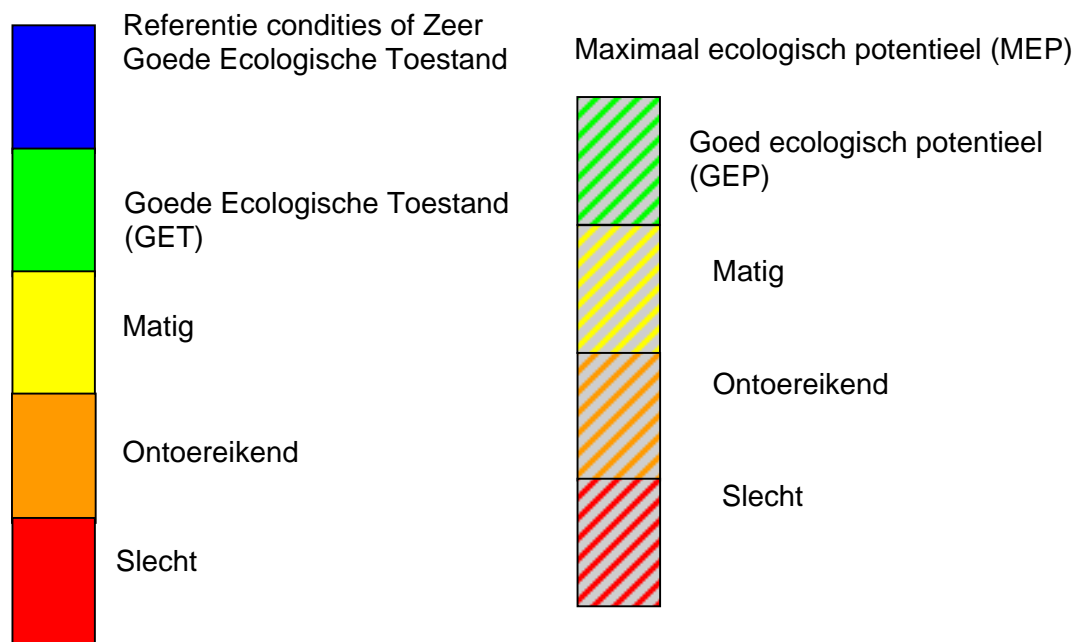 Referentie condities of Zeer
Goede Ecologische Toestand
Goede Ecologische Toestand
(GET)
Matig
Ontoereikend
Slecht
Maximaal ecologisch potentieel (MEP)
Goed ecologisch potentieel
(GEP)
Matig
Ontoereikend
Slecht